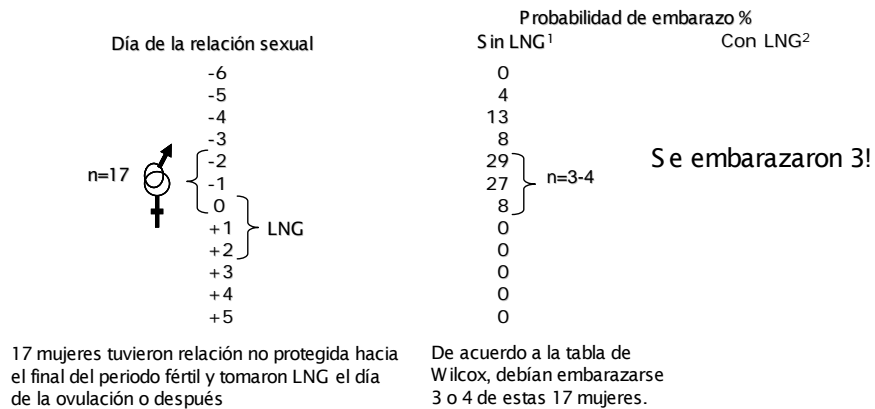 Probabilidad de embarazo %
Día de la relación sexual Sin LNG¹ Con LNG²
-6 0
-5 4
-4 13
-3 8
-2 29
n=17 -1 27 n=3-4 Se embarazaron 3!
0 8
+1 0
LNG
+2 0
+3 0
+4 0
+5 0
17 mujeres tuvieron relación no protegida hacia
el final del periodo fértil y tomaron LNG el día
de la ovulación o después
De acuerdo a la tabla de
Wilcox, debían embarazarse
3 o 4 de estas 17 mujeres.